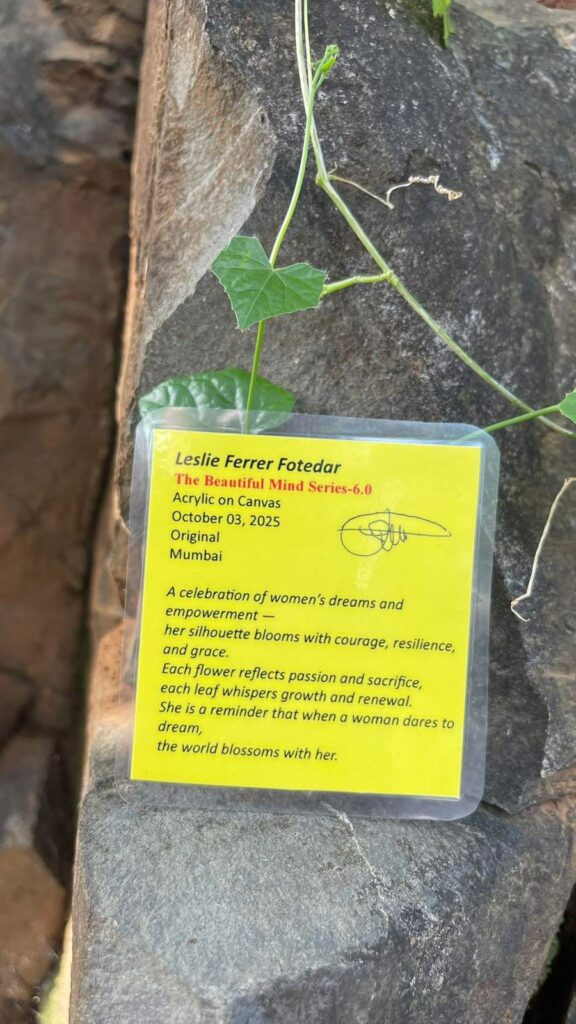 Leslie Ferrer Fotedar
The Beautiful Mind Series-6.0
Acrylic on Canvas
October 03, 2025
Original
Mumbai
A celebration of women's dreams and
empowerment —
her silhouette blooms with courage, resilience,
and grace.
Each flower reflects passion and sacrifice,
each leaf whispers growth and renewal.
She is a reminder that when a woman dares to
dream,
the world blossoms with her.